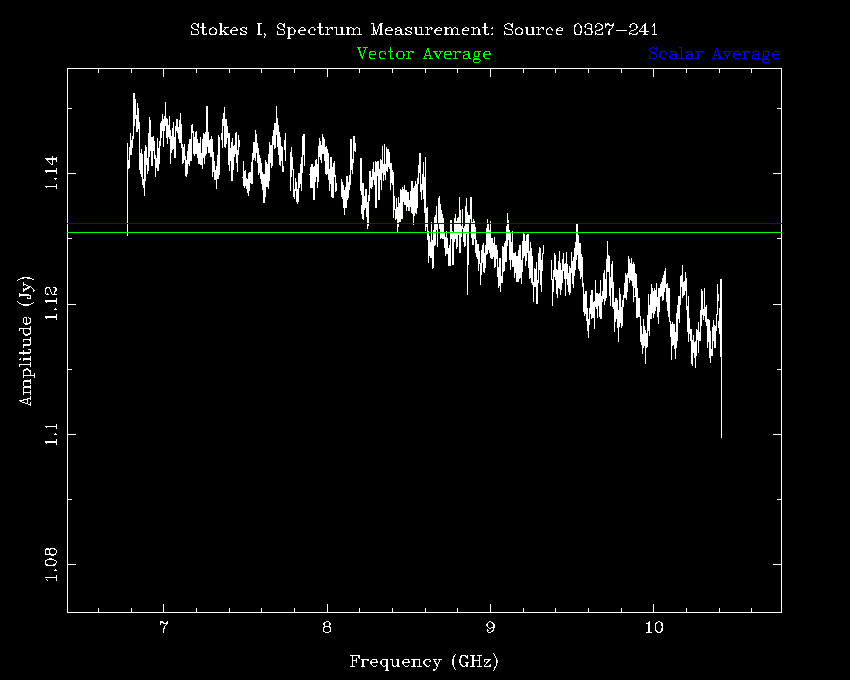 Stokes I, Spectrum Measurement: Source 0327-241
Vector Average
Scalar Average
1.14
1.12
1.1
1.08
Amplitude (Jy)
7 8 9 10
Frequency (GHz)